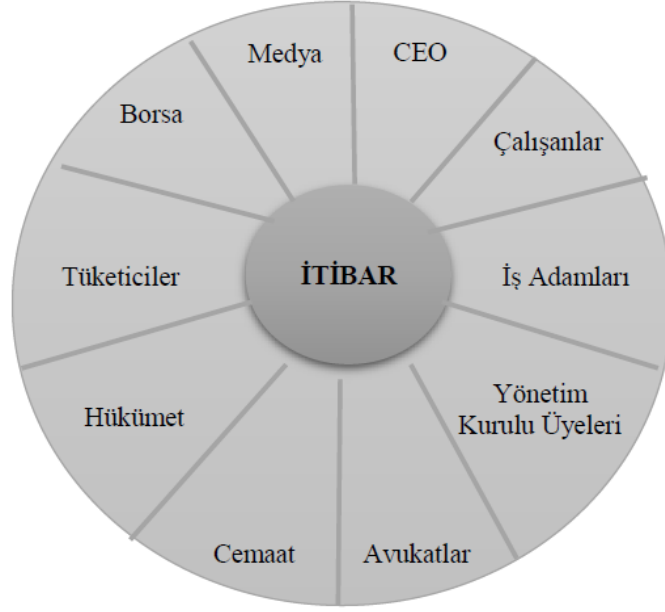 Medya
CEO
Borsa
Çalışanlar
Tüketiciler
İTİBAR
İş Adamları
Hükümet
Yönetim
Kurulu Üyeleri
Cemaat
Avukatlar